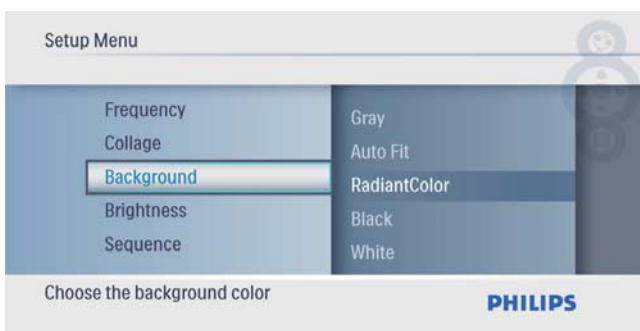 Setup Menu
Frequency
Collage
Background
Brightness
Sequence
Gray
Auto Fit
RadiantColor
Black
White
Choose the background color
PHILIPS